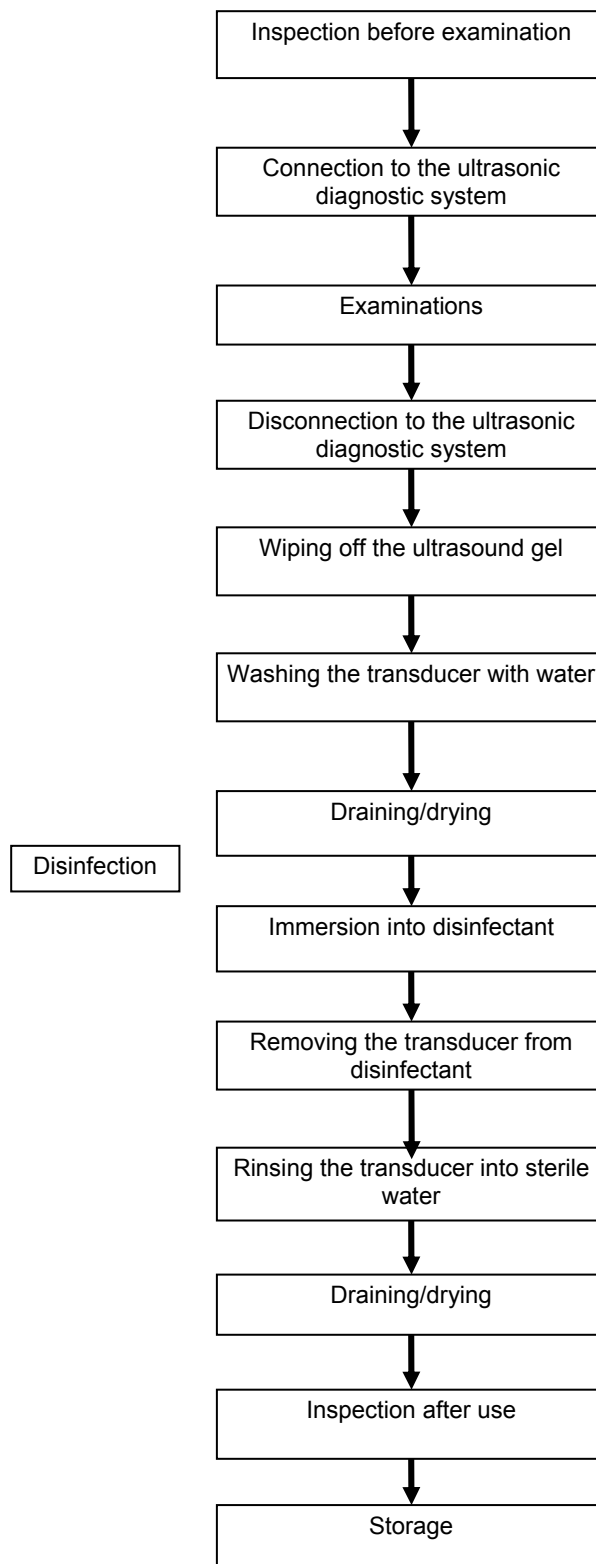 Inspection before examination
Connection to the ultrasonic
diagnostic system
Examinations
Disconnection to the ultrasonic
diagnostic system
Wiping off the ultrasound gel
Washing the transducer with water
Draining/drying
Disinfection
Immersion into disinfectant
Removing the transducer from
disinfectant
Rinsing the transducer into sterile
water
Draining/drying
Inspection after use
Storage